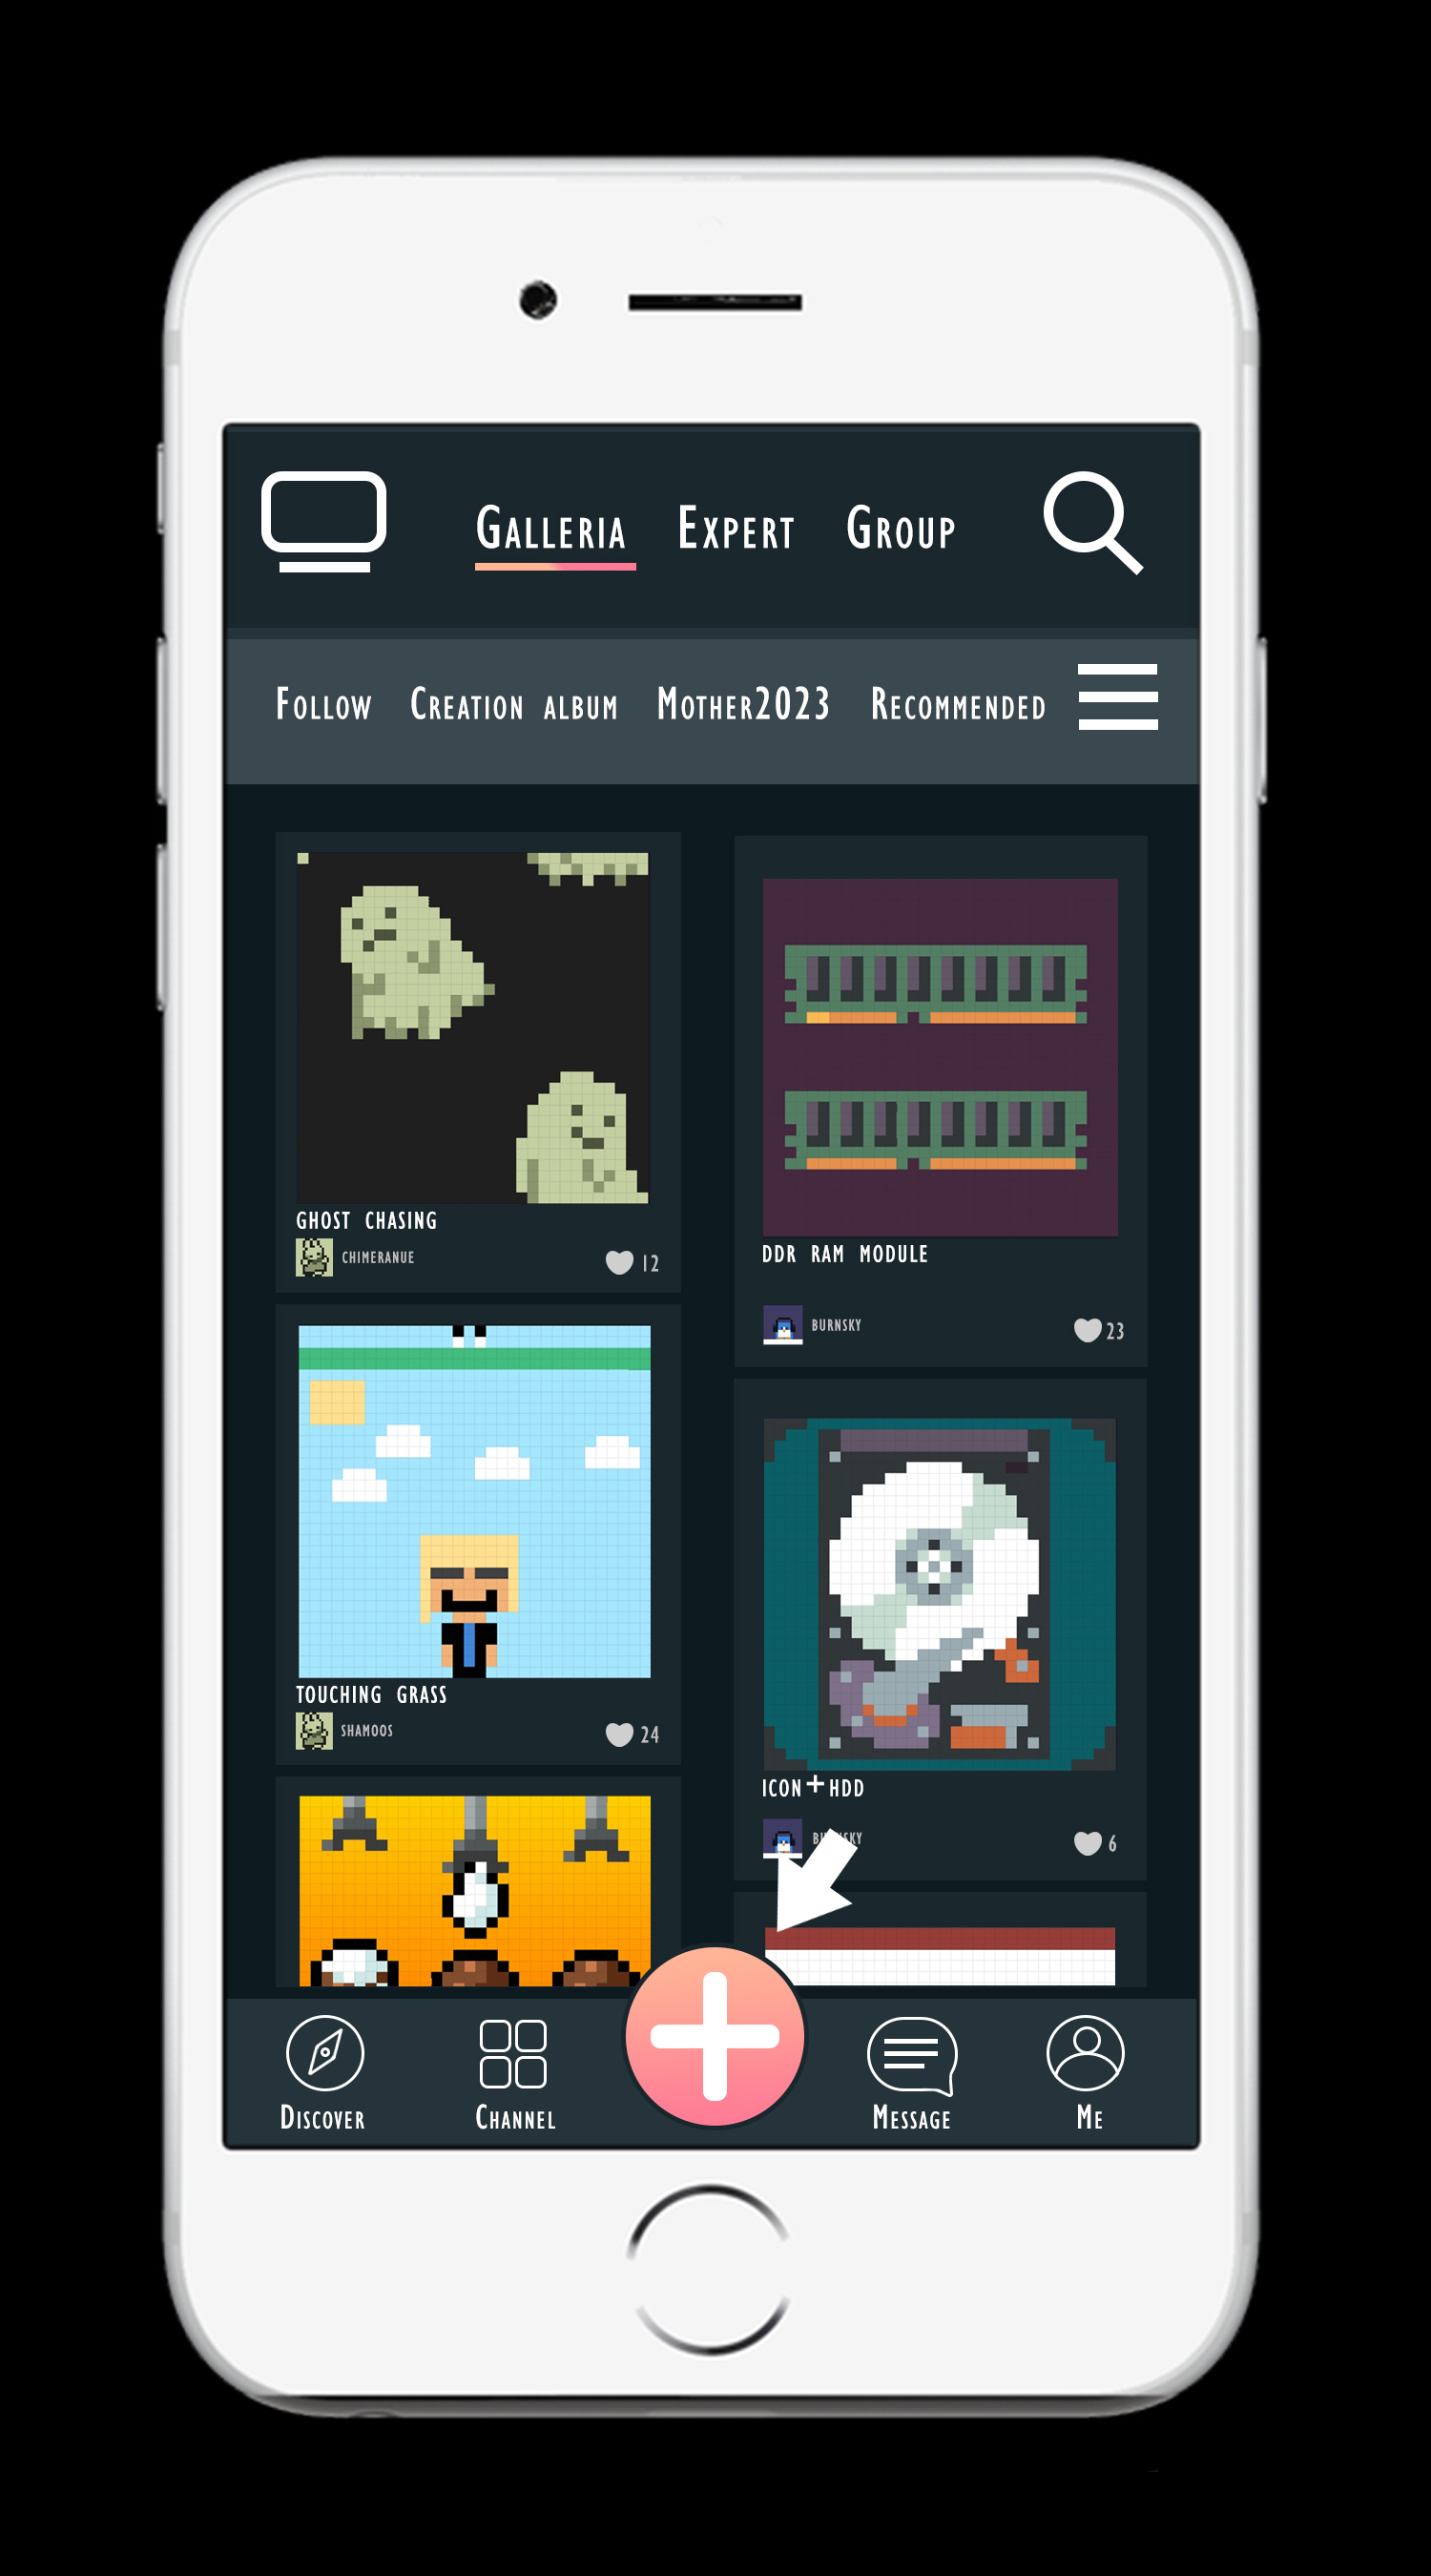 Galleria Expert Group
Follow Creation album Mother2023 Recommended
GHOST CHASING
CHIMERANUE 12
DDR RAM MODULE
BURNSKY 23
TOUCHING GRASS
SHAMOOS 24
ICON+HDD
BURNSKY 6
Discover Channel Message Me